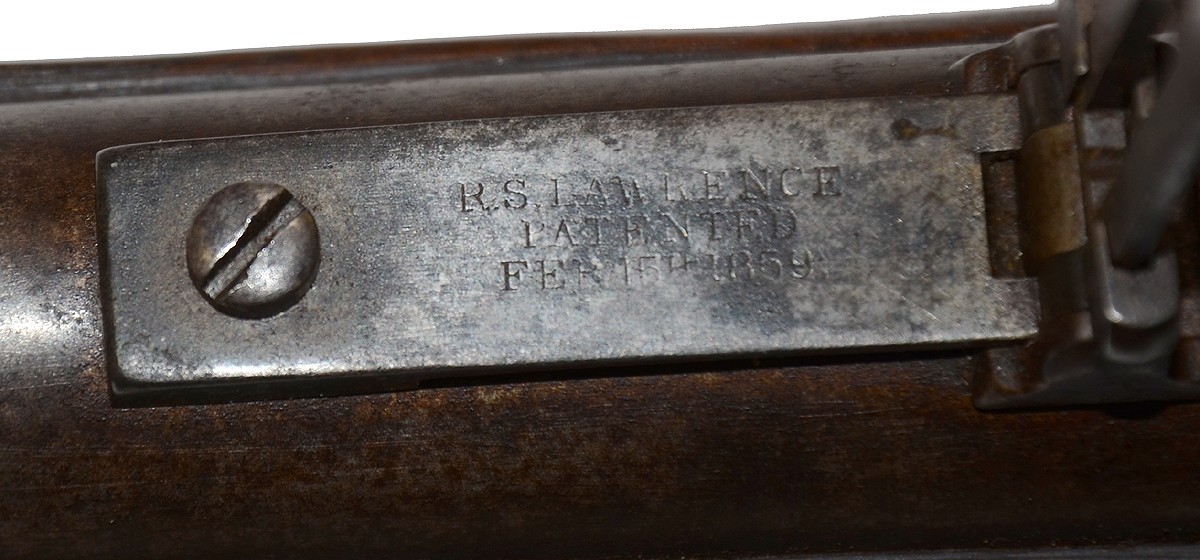 R.S. LAWRENCE
PATENTED
FEB 15TH 1859